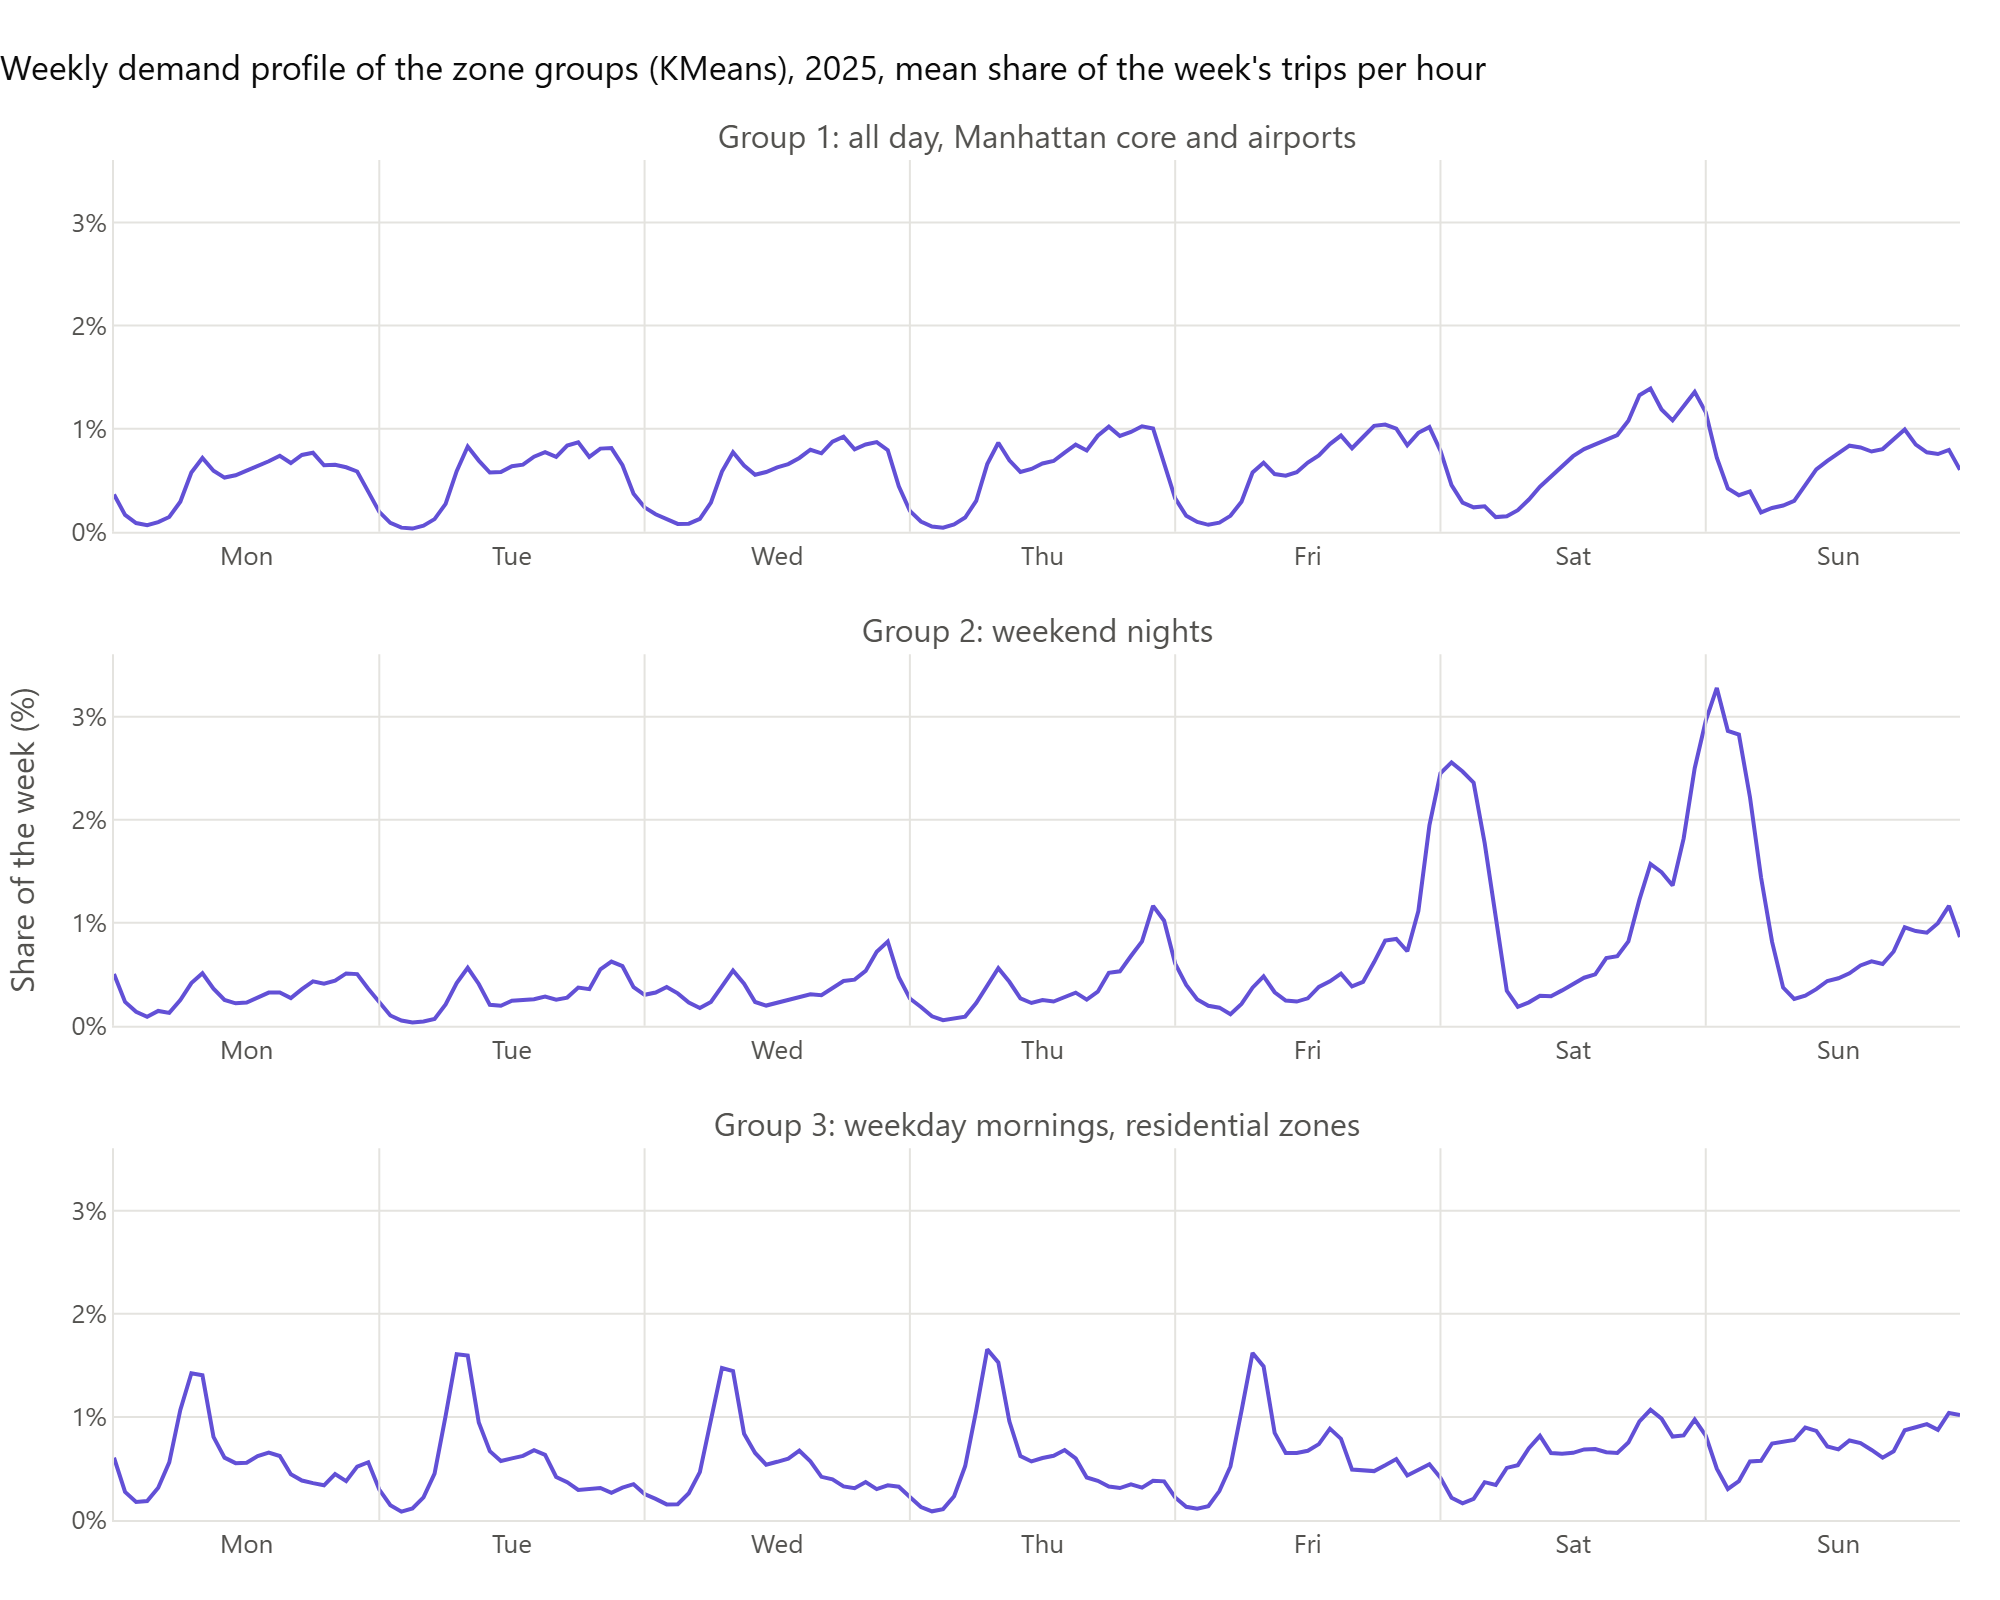 Weekly demand profile of the zone groups (KMeans), 2025, mean share of the week's trips per hour
Group 1: all day, Manhattan core and airports
3%
2%
1%
0%
Mon Tue Wed Thu Fri Sat Sun
Group 2: weekend nights
Share of the week (%)
3%
2%
1%
0%
Mon Tue Wed Thu Fri Sat Sun
Group 3: weekday mornings, residential zones
3%
2%
1%
0%
Mon Tue Wed Thu Fri Sat Sun